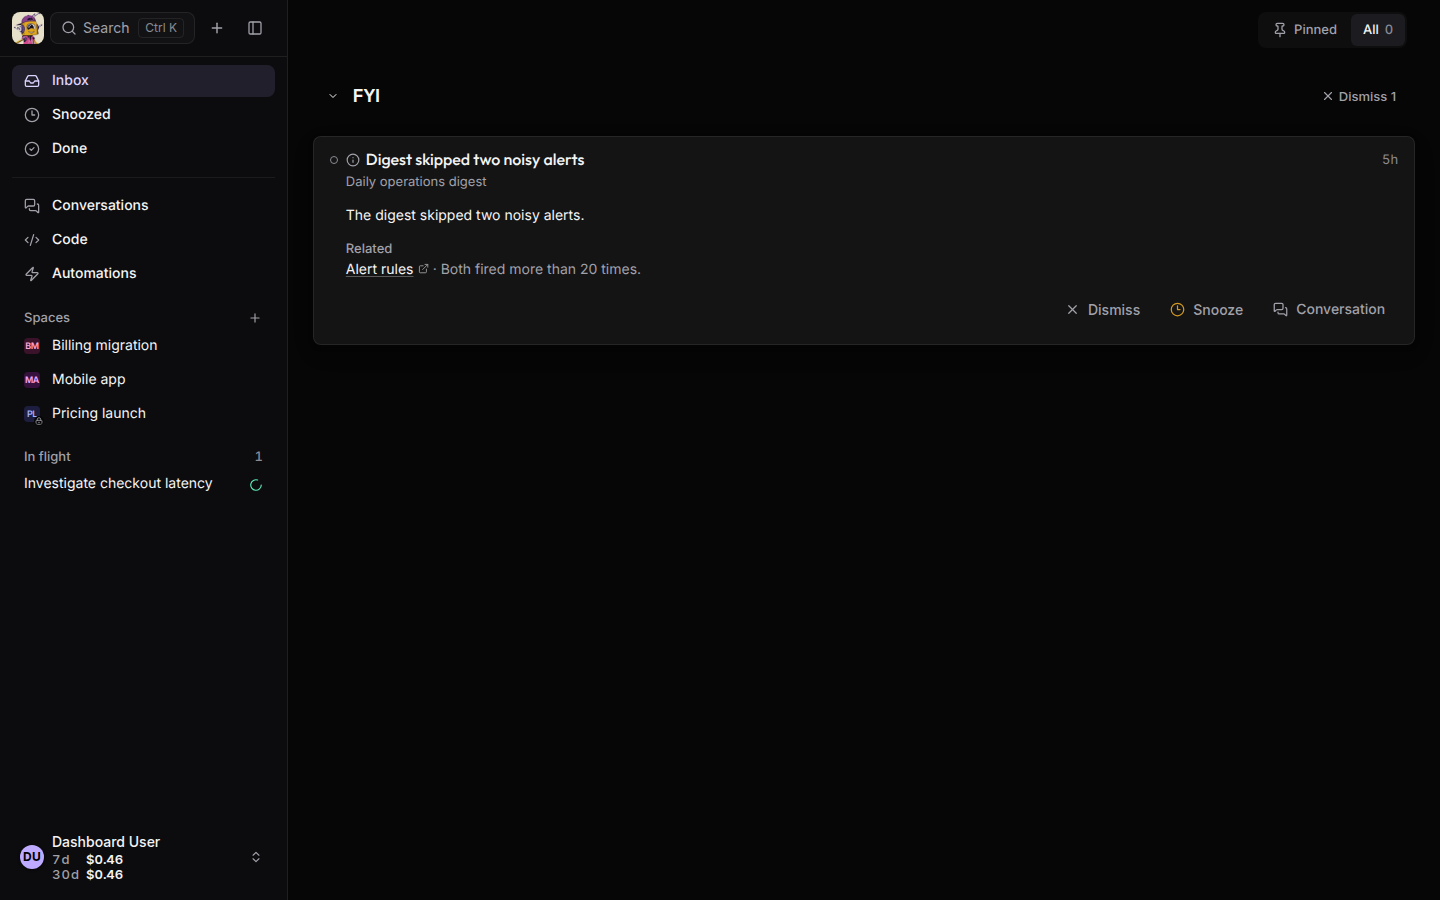 Search Ctrl K
Inbox
Snoozed
Done
Conversations
Code
Automations
Spaces
BM Billing migration
MA Mobile app
PL Pricing launch
In flight 1
Investigate checkout latency
DU Dashboard User
7d $0.46
30d $0.46
Pinned All 0
FYI Dismiss 1
Digest skipped two noisy alerts 5h
Daily operations digest
The digest skipped two noisy alerts.
Related
Alert rules · Both fired more than 20 times.
Dismiss Snooze Conversation